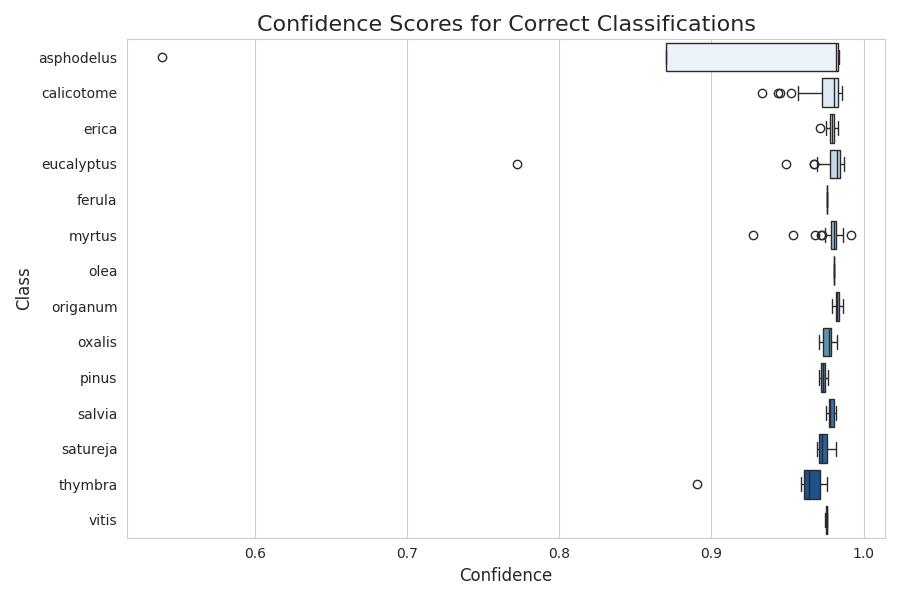 Confidence Scores for Correct Classifications
asphodelus
calicotome
erica
eucalyptus
ferula
myrtus
olea
origanum
oxalis
pinus
salvia
satureja
thymbra
vitis
Class
0.6 0.7 0.8 0.9 1.0
Confidence